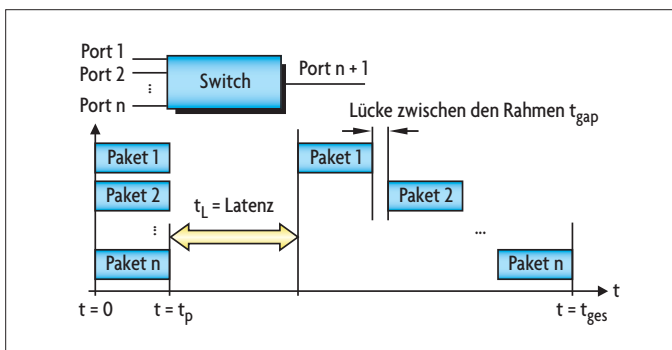 Port 1
Port 2
⋮
Port n
Switch
Port n + 1
Lücke zwischen den Rahmen t_gap
Paket 1
Paket 2
⋮
Paket n
t_L = Latenz
Paket 1
Paket 2
...
Paket n
t
t = 0
t = t_p
t = t_ges